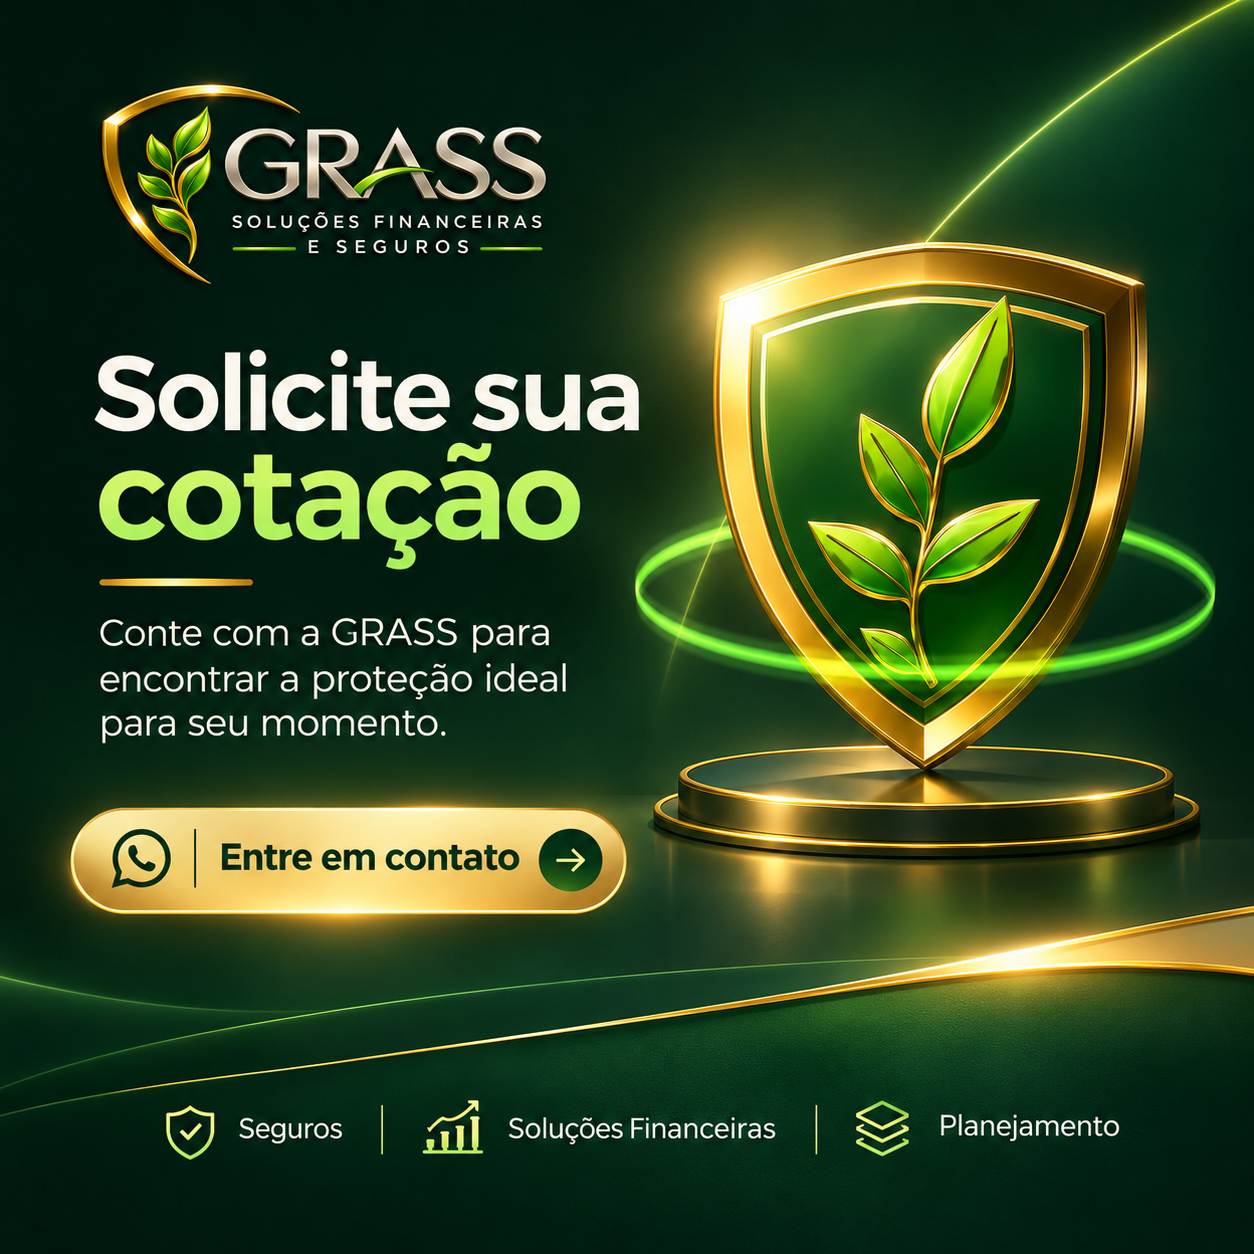 GRASS
SOLUÇÕES FINANCEIRAS
E SEGUROS
Solicite sua
cotação
Conte com a GRASS para
encontrar a proteção ideal
para seu momento.
Entre em contato
Seguros
Soluções Financeiras
Planejamento